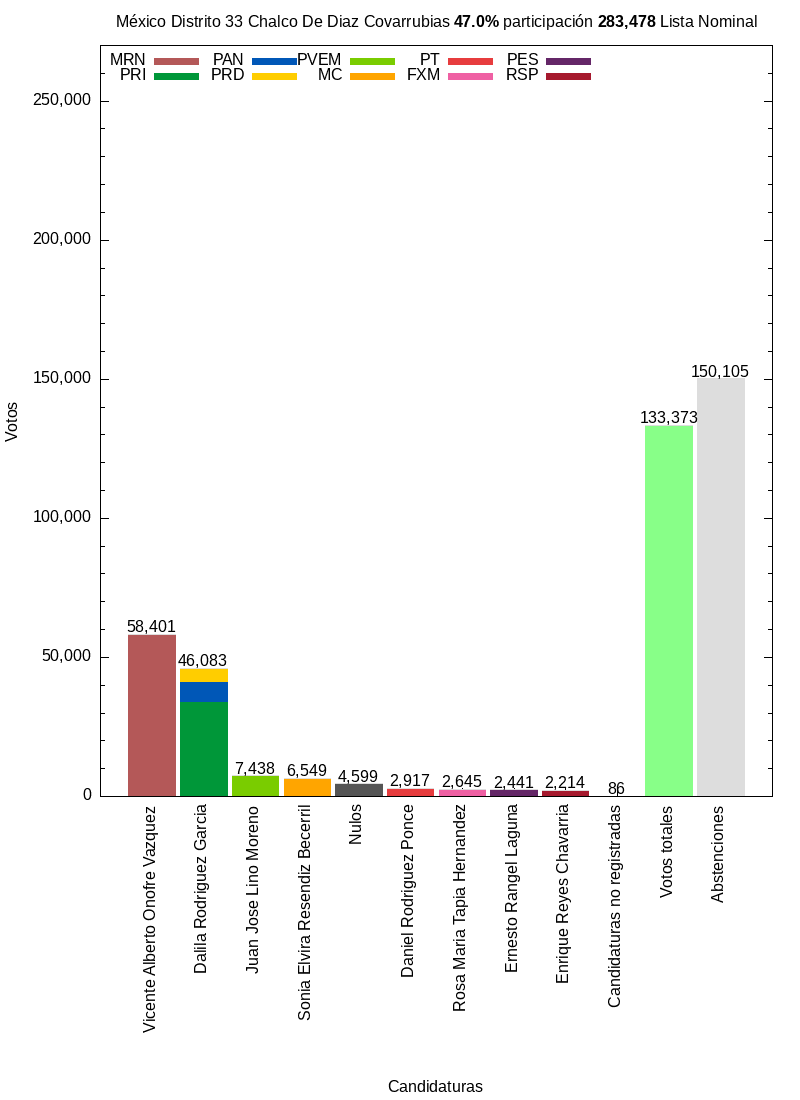 México Distrito 33 Chalco De Diaz Covarrubias 47.0% participación 283,478 Lista Nominal
MRN PAN PVEM PT PES
PRI PRD MC FXM RSP
250,000
200,000
150,000
100,000
50,000
0
Votos
58,401
46,083
7,438
6,549
4,599
2,917
2,645
2,441
2,214
86
133,373
150,105
Vicente Alberto Onofre Vazquez
Dalila Rodriguez Garcia
Juan Jose Lino Moreno
Sonia Elvira Resendiz Becerril
Nulos
Daniel Rodriguez Ponce
Rosa Maria Tapia Hernandez
Ernesto Rangel Laguna
Enrique Reyes Chavarria
Candidaturas no registradas
Votos totales
Abstenciones
Candidaturas